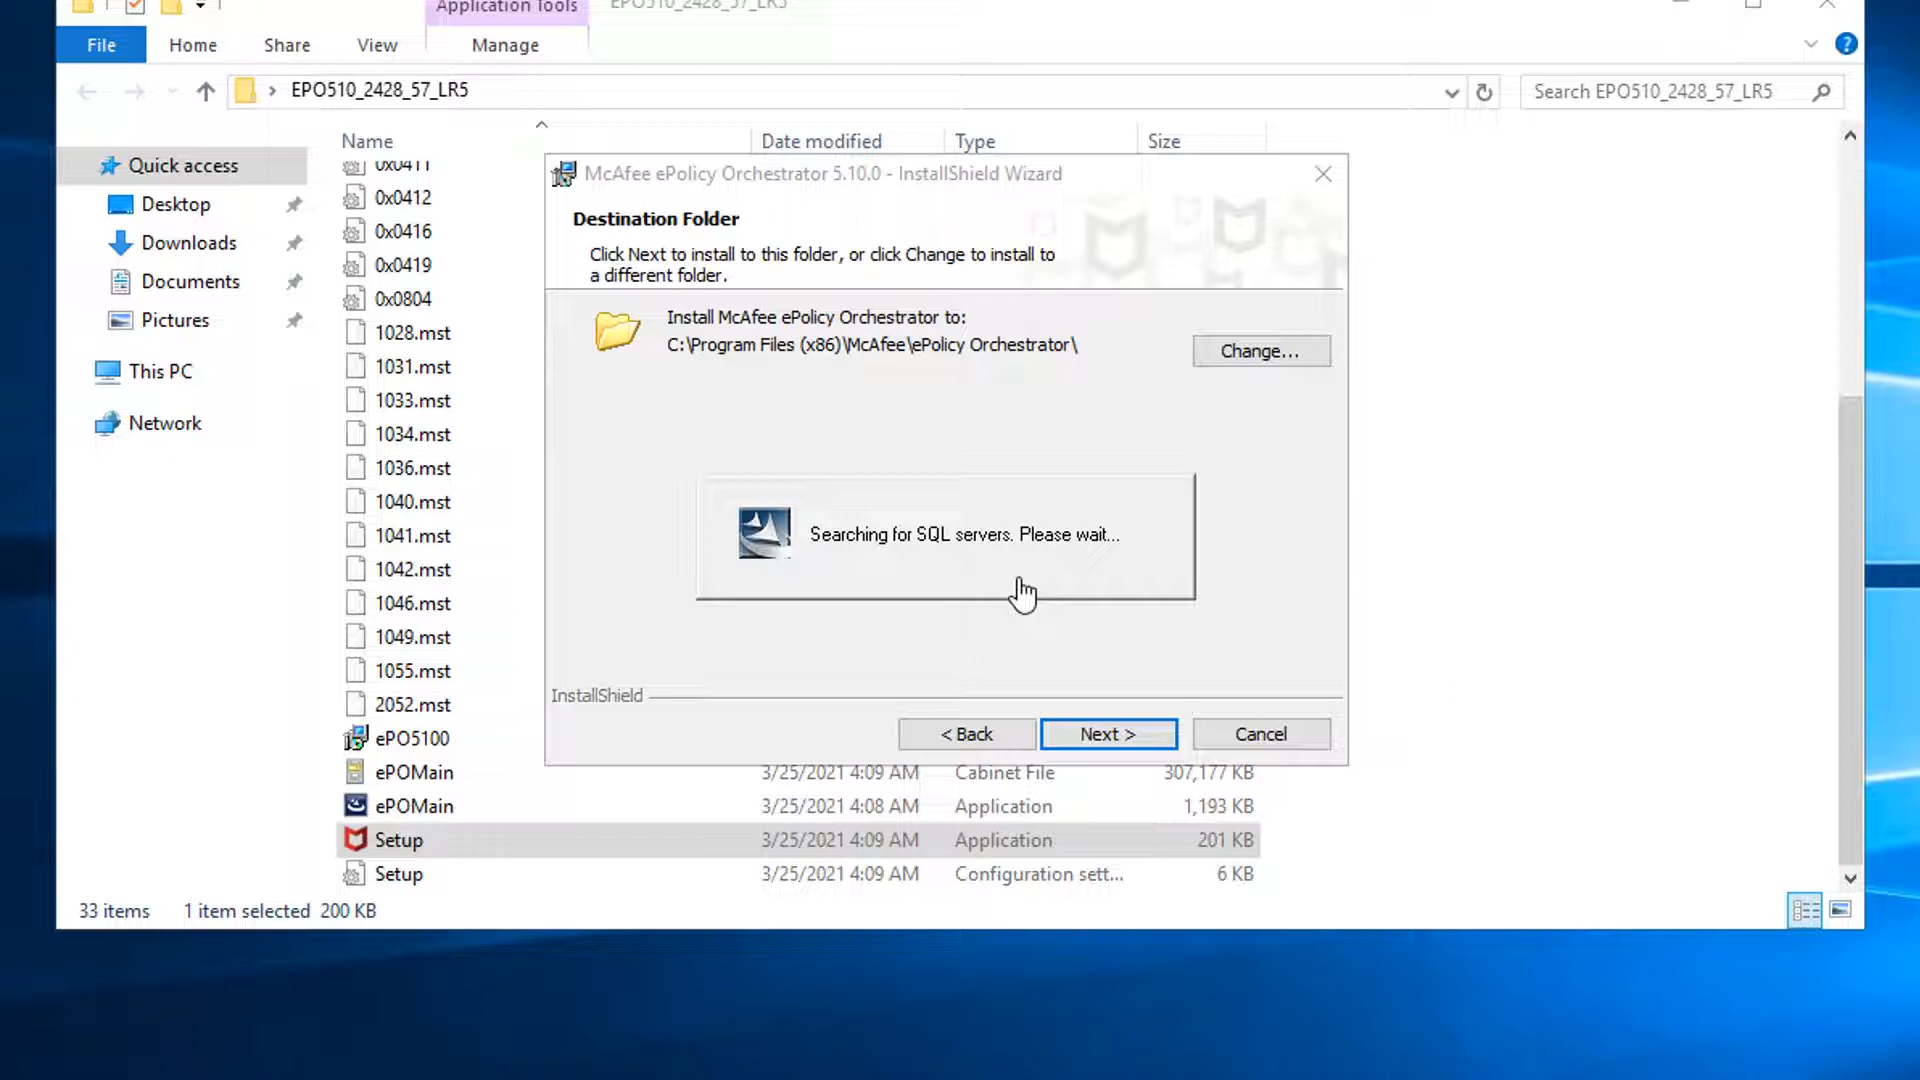 Application Tools
EPO510_2428_57_LR5
File
Home
Share
View
Manage
EPO510_2428_57_LR5
Search EPO510_2428_57_LR5
Name
Date modified
Type
Size
Quick access
Desktop
Downloads
Documents
Pictures
This PC
Network
0x0411
0x0412
0x0416
0x0419
0x0804
1028.mst
1031.mst
1033.mst
1034.mst
1036.mst
1040.mst
1041.mst
1042.mst
1046.mst
1049.mst
1055.mst
2052.mst
ePO5100
ePOMain 3/25/2021 4:09 AM Cabinet File 307,177 KB
ePOMain 3/25/2021 4:08 AM Application 1,193 KB
Setup 3/25/2021 4:09 AM Application 201 KB
Setup 3/25/2021 4:09 AM Configuration sett... 6 KB
McAfee ePolicy Orchestrator 5.10.0 - InstallShield Wizard
Destination Folder
Click Next to install to this folder, or click Change to install to
a different folder.
Install McAfee ePolicy Orchestrator to:
C:\Program Files (x86)\McAfee\ePolicy Orchestrator\
Change...
Searching for SQL servers. Please wait...
InstallShield
< Back
Next >
Cancel
33 items 1 item selected 200 KB